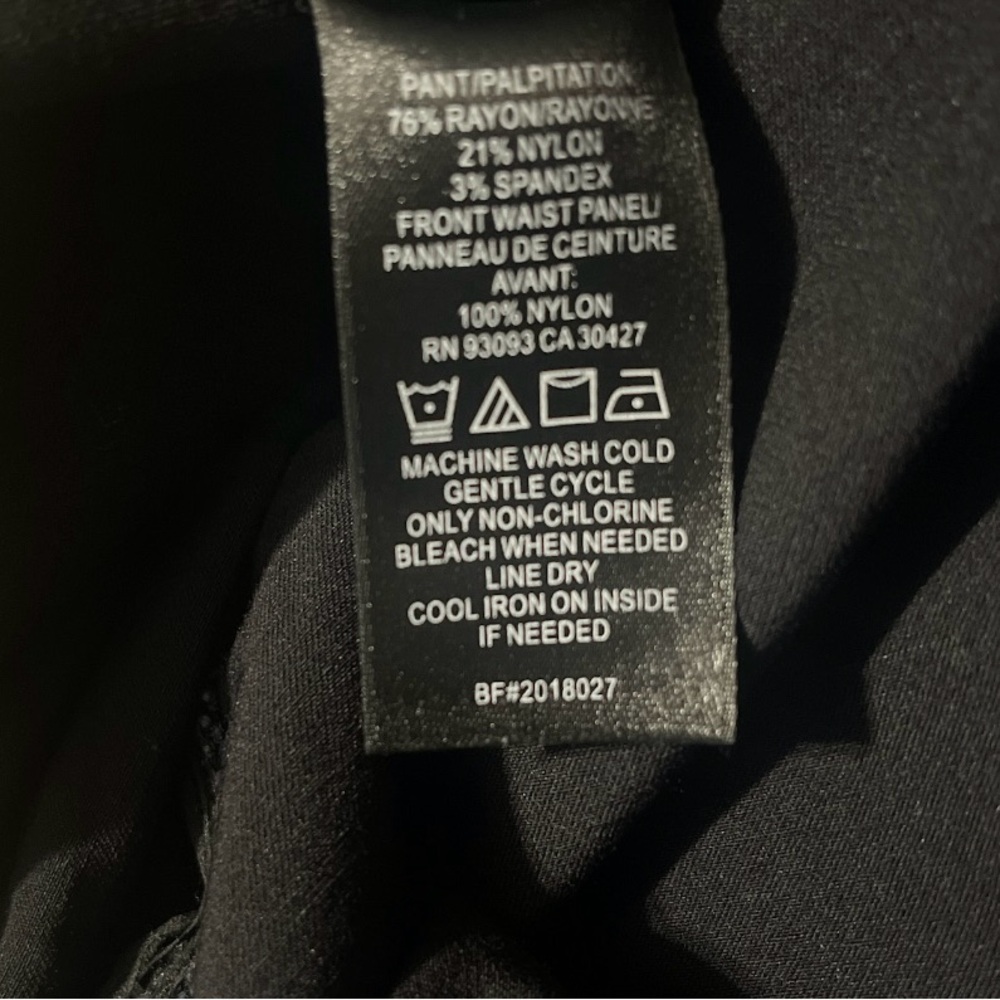 PANT/PALPITATION
76% RAYON/RAYONNE
21% NYLON
3% SPANDEX
FRONT WAIST PANEL/
PANNEAU DE CEINTURE
AVANT:
100% NYLON
RN 93093 CA 30427
MACHINE WASH COLD
GENTLE CYCLE
ONLY NON-CHLORINE
BLEACH WHEN NEEDED
LINE DRY
COOL IRON ON INSIDE
IF NEEDED
BF#2018027